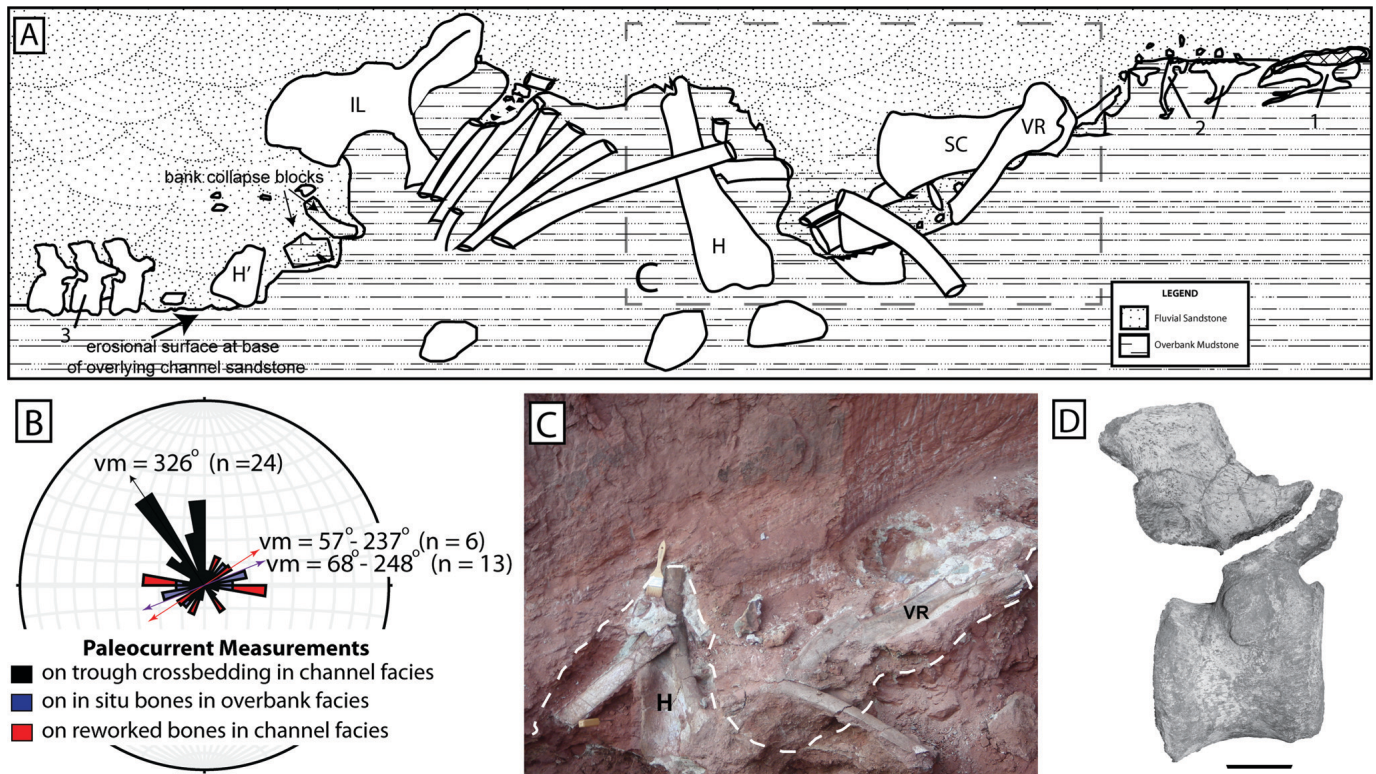 A
IL
VR
SC
2
1
bank collapse blocks
H
H'
C
3
erosional surface at base
of overlying channel sandstone
LEGEND
Fluvial Sandstone
Overbank Mudstone
B
vm = 326° (n =24)
vm = 57°- 237° (n = 6)
vm = 68°- 248° (n = 13)
Paleocurrent Measurements
on trough crossbedding in channel facies
on in situ bones in overbank facies
on reworked bones in channel facies
C
VR
H
D